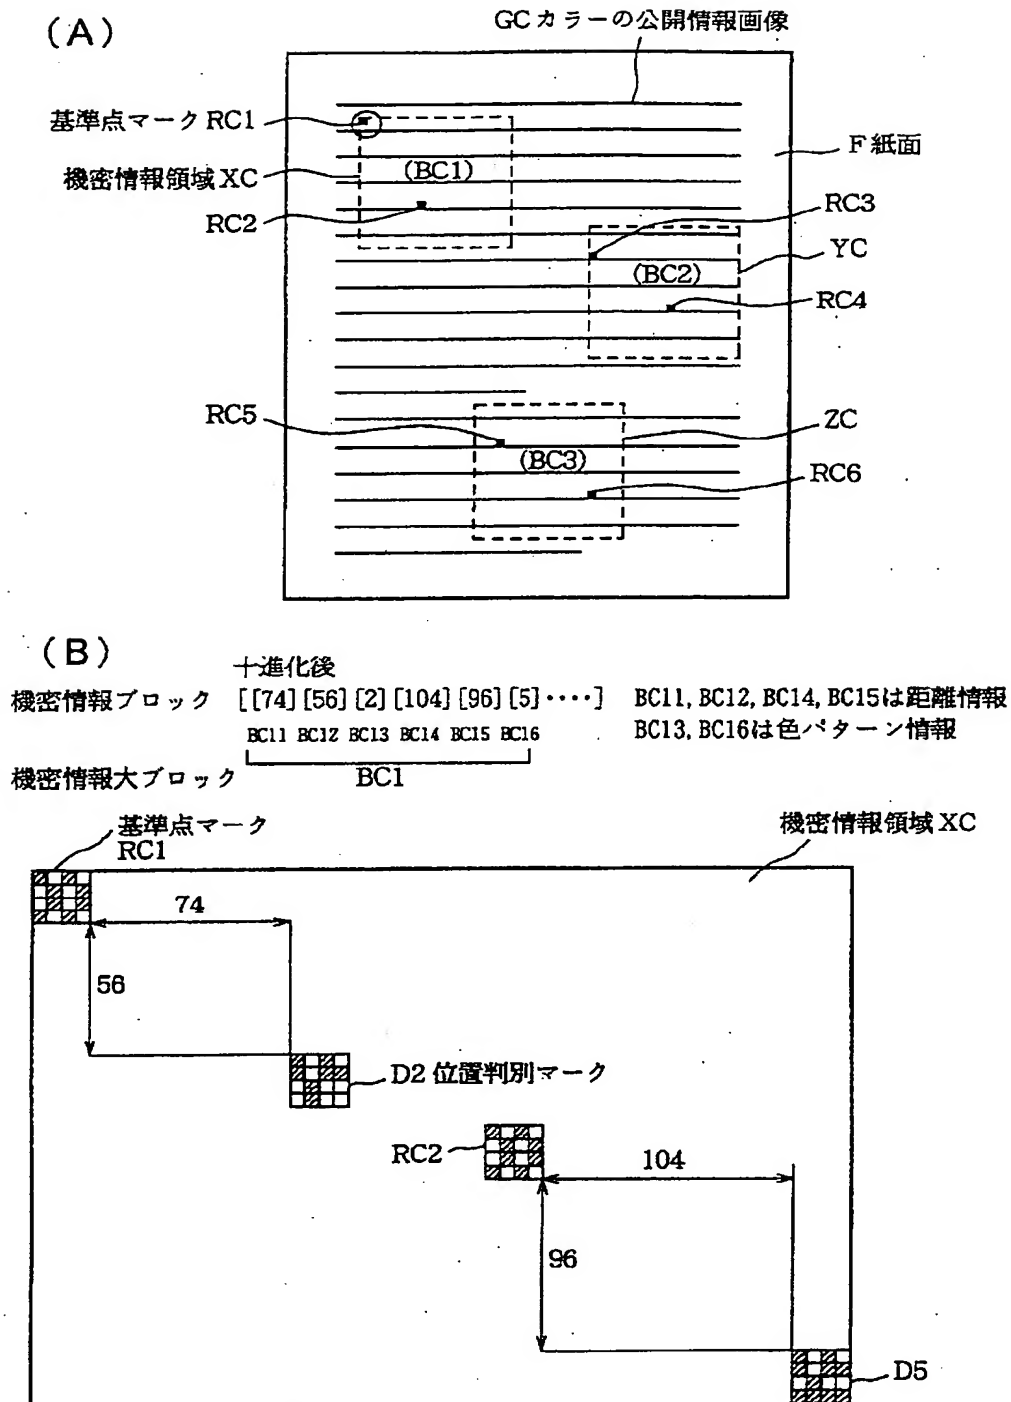 (A)
GCカラーの公開情報画像
基準点マークRC1
F紙面
(BC1)
機密情報領域XC
RC3
RC2
YC
(BC2)
RC4
RC5
ZC
(BC3)
RC6
(B)
十進化後
機密情報ブロック [[74][56][2][104][96][5]····] BC11, BC12, BC14, BC15は距離情報
BC11 BC12 BC13 BC14 BC15 BC16 BC13, BC16は色パターン情報
機密情報大ブロック BC1
基準点マーク 機密情報領域XC
RC1
74
56
D2位置判別マーク
RC2
104
96
D5